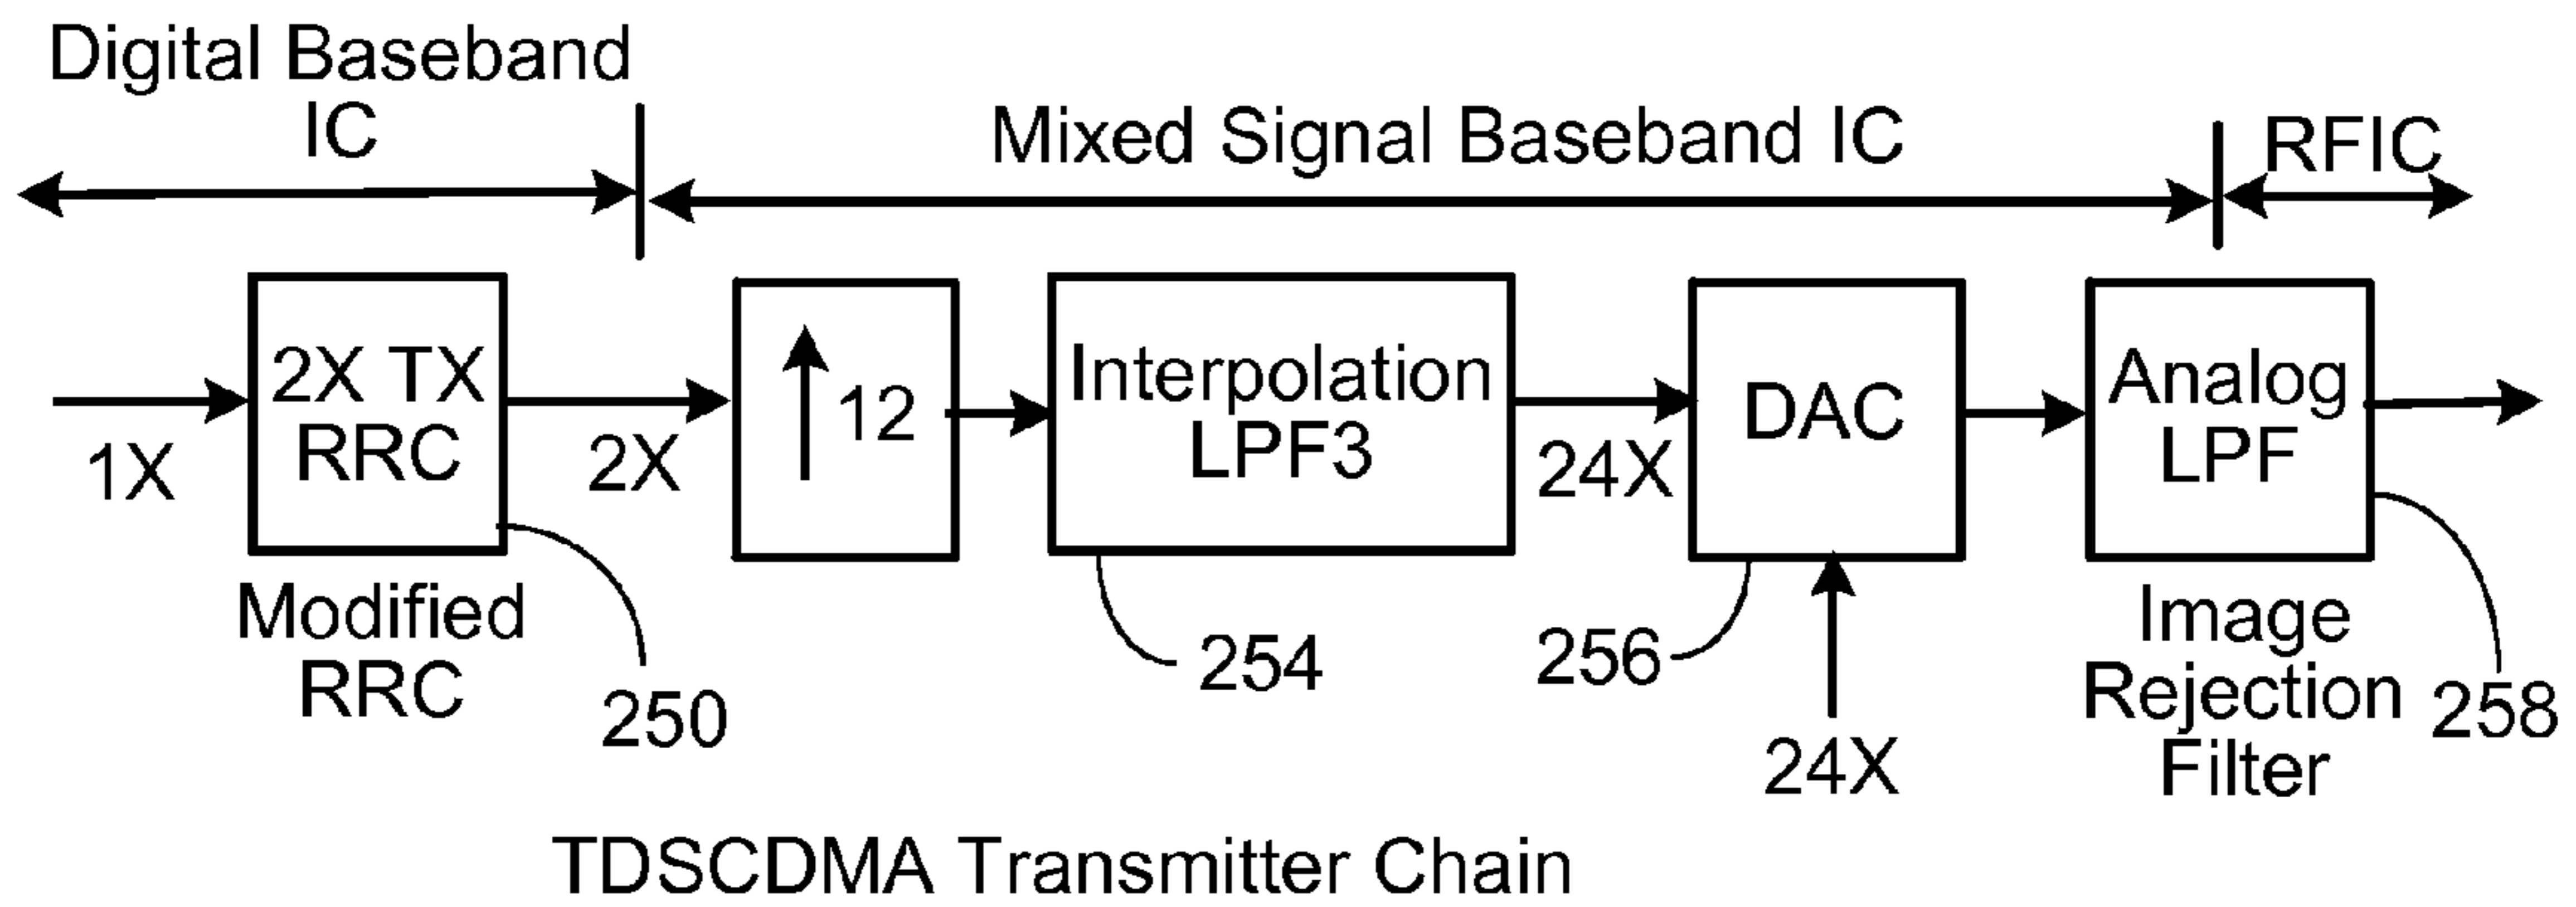 Digital Baseband
IC
Mixed Signal Baseband IC
RFIC
1X
2X TX
RRC
2X
12
Interpolation
LPF3
24X
DAC
Analog
LPF
Modified
RRC
250
254
256
24X
Image
Rejection
Filter
258
TDSCDMA Transmitter Chain